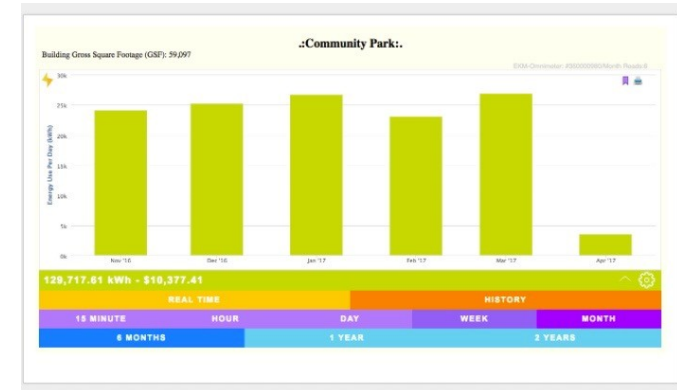 .:Community Park:.
Building Gross Square Footage (GSF): 59,097
30k
25k
20k
15k
10k
5k
0k
Energy Use Per Day (kWh)
Nov '16 Dec '16 Jan '17 Feb '17 Mar '17 Apr '17
129,717.61 kWh - $10,377.41
REAL TIME HISTORY
15 MINUTE HOUR DAY WEEK MONTH
6 MONTHS 1 YEAR 2 YEARS